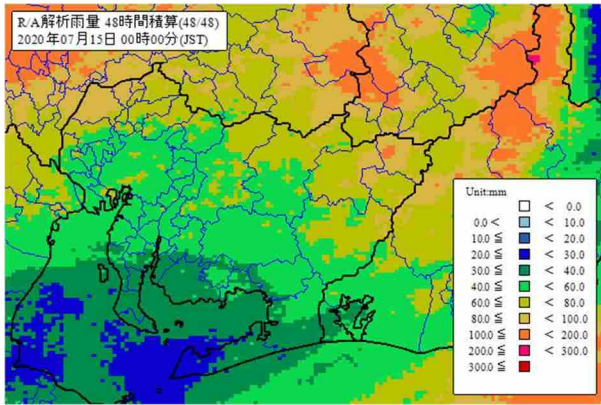 R/A解析雨量 48時間積算(48/48)
2020年07月15日 00時00分(JST)
Unit:mm
< 0.0
0.0 < < 10.0
10.0 ≦ < 20.0
20.0 ≦ < 30.0
30.0 ≦ < 40.0
40.0 ≦ < 60.0
60.0 ≦ < 80.0
80.0 ≦ < 100.0
100.0 ≦ < 200.0
200.0 ≦ < 300.0
300.0 ≦